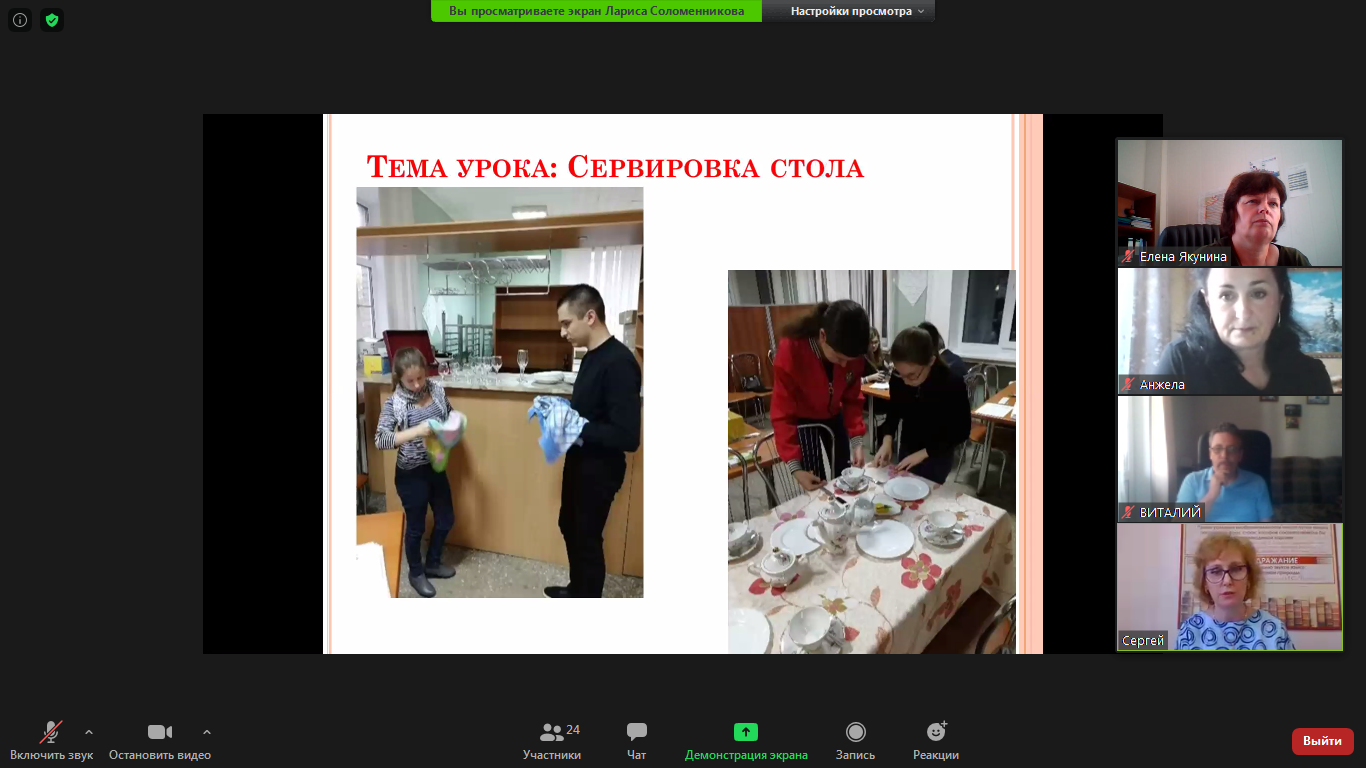 Вы просматриваете экран Лариса Соломенникова
Настройки просмотра
Тема урока: Сервировка стола
Елена Якунина
Анжела
ВИТАЛИЙ
Сергей
24
Включить звук
Остановить видео
Участники
Чат
Демонстрация экрана
Запись
Реакции
Выйти